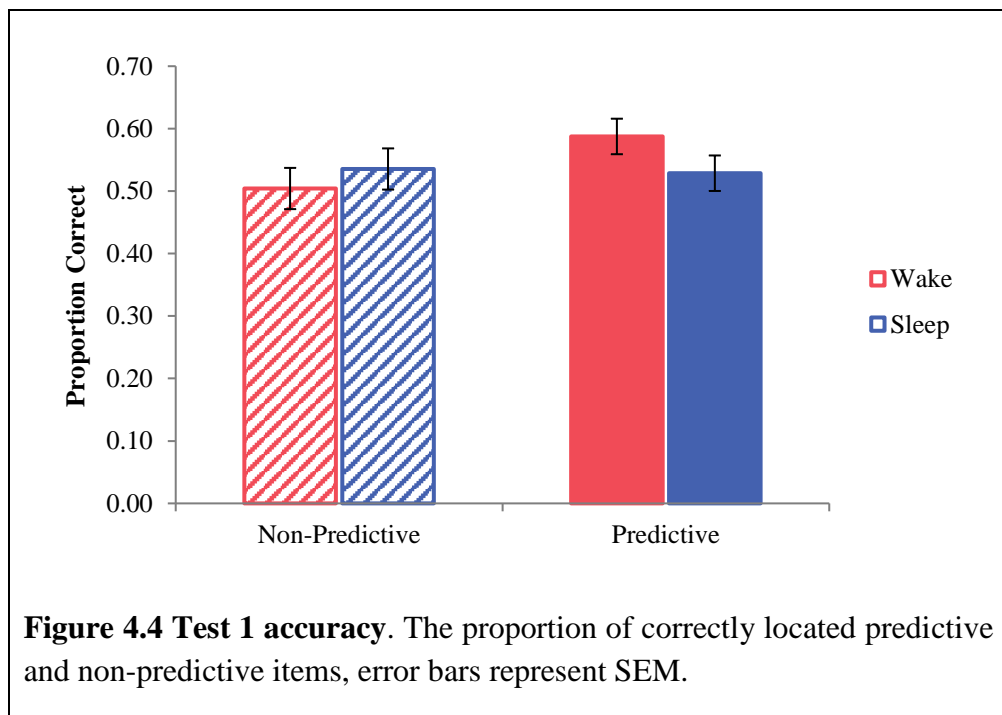 0.70
0.60
0.50
0.40
0.30
0.20
0.10
0.00
Proportion Correct
Non-Predictive
Predictive
Wake
Sleep
Figure 4.4 Test 1 accuracy. The proportion of correctly located predictive
and non-predictive items, error bars represent SEM.